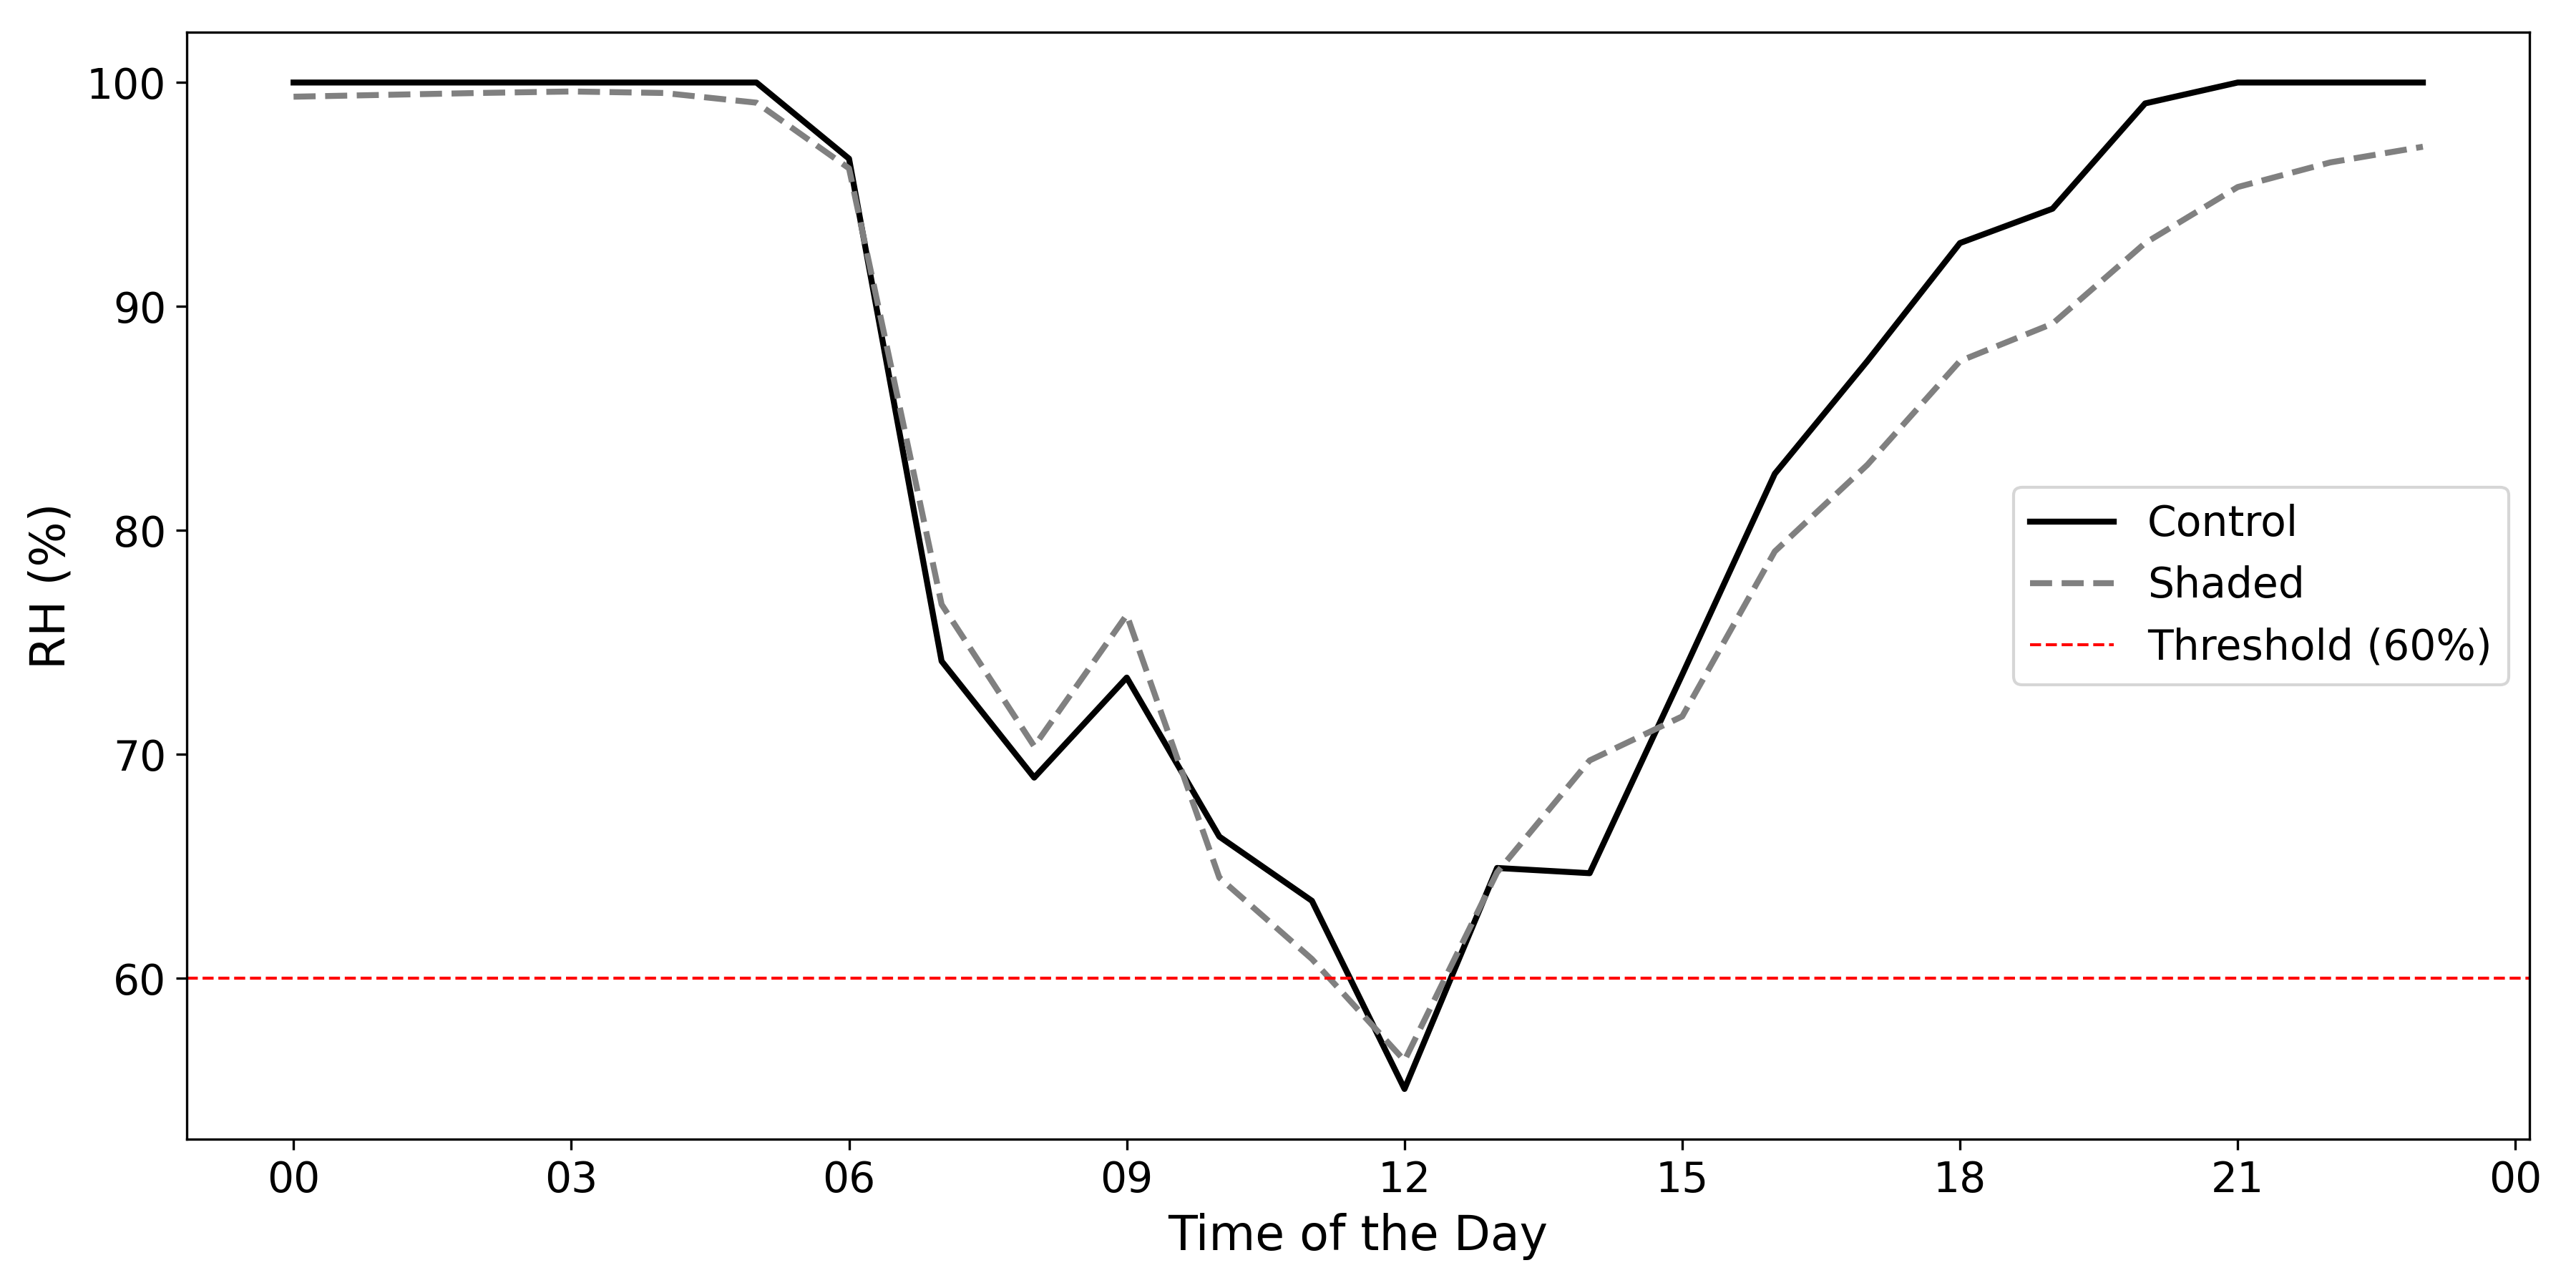 100
90
80
70
60
RH (%)
Control
Shaded
Threshold (60%)
00 03 06 09 12 15 18 21 00
Time of the Day